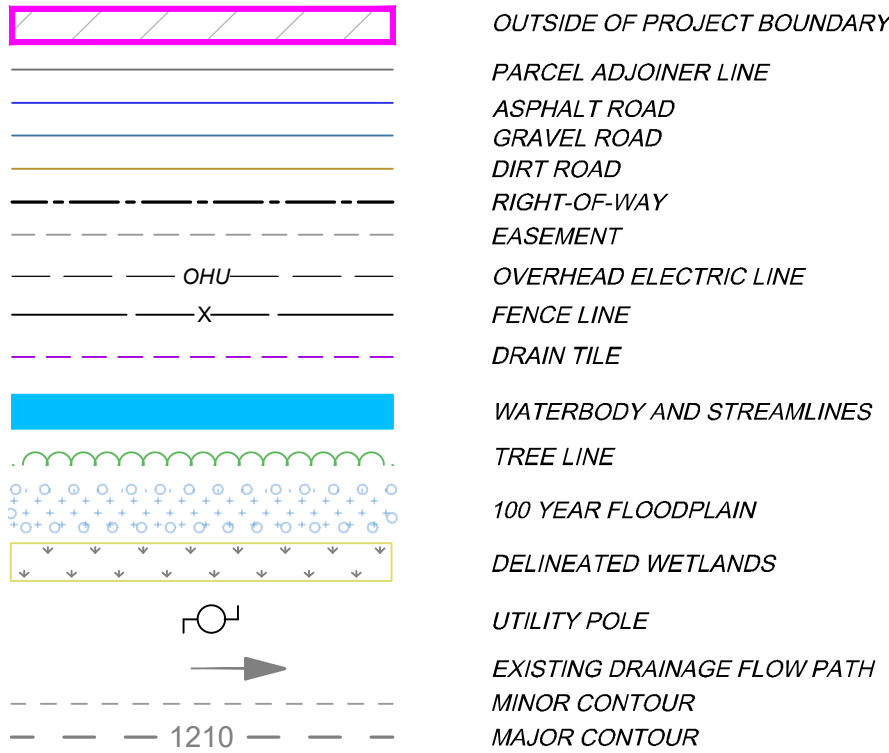 OUTSIDE OF PROJECT BOUNDARY
PARCEL ADJOINER LINE
ASPHALT ROAD
GRAVEL ROAD
DIRT ROAD
RIGHT-OF-WAY
EASEMENT
OHU OVERHEAD ELECTRIC LINE
X FENCE LINE
DRAIN TILE
WATERBODY AND STREAMLINES
TREE LINE
100 YEAR FLOODPLAIN
DELINEATED WETLANDS
UTILITY POLE
EXISTING DRAINAGE FLOW PATH
MINOR CONTOUR
1210 MAJOR CONTOUR